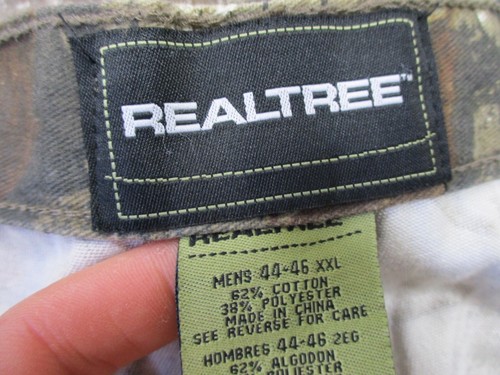 REALTREE™
REALTREE
MENS 44-46 XXL
62% COTTON
38% POLYESTER
MADE IN CHINA
SEE REVERSE FOR CARE
HOMBRES 44-46 2EG
62% ALGODON